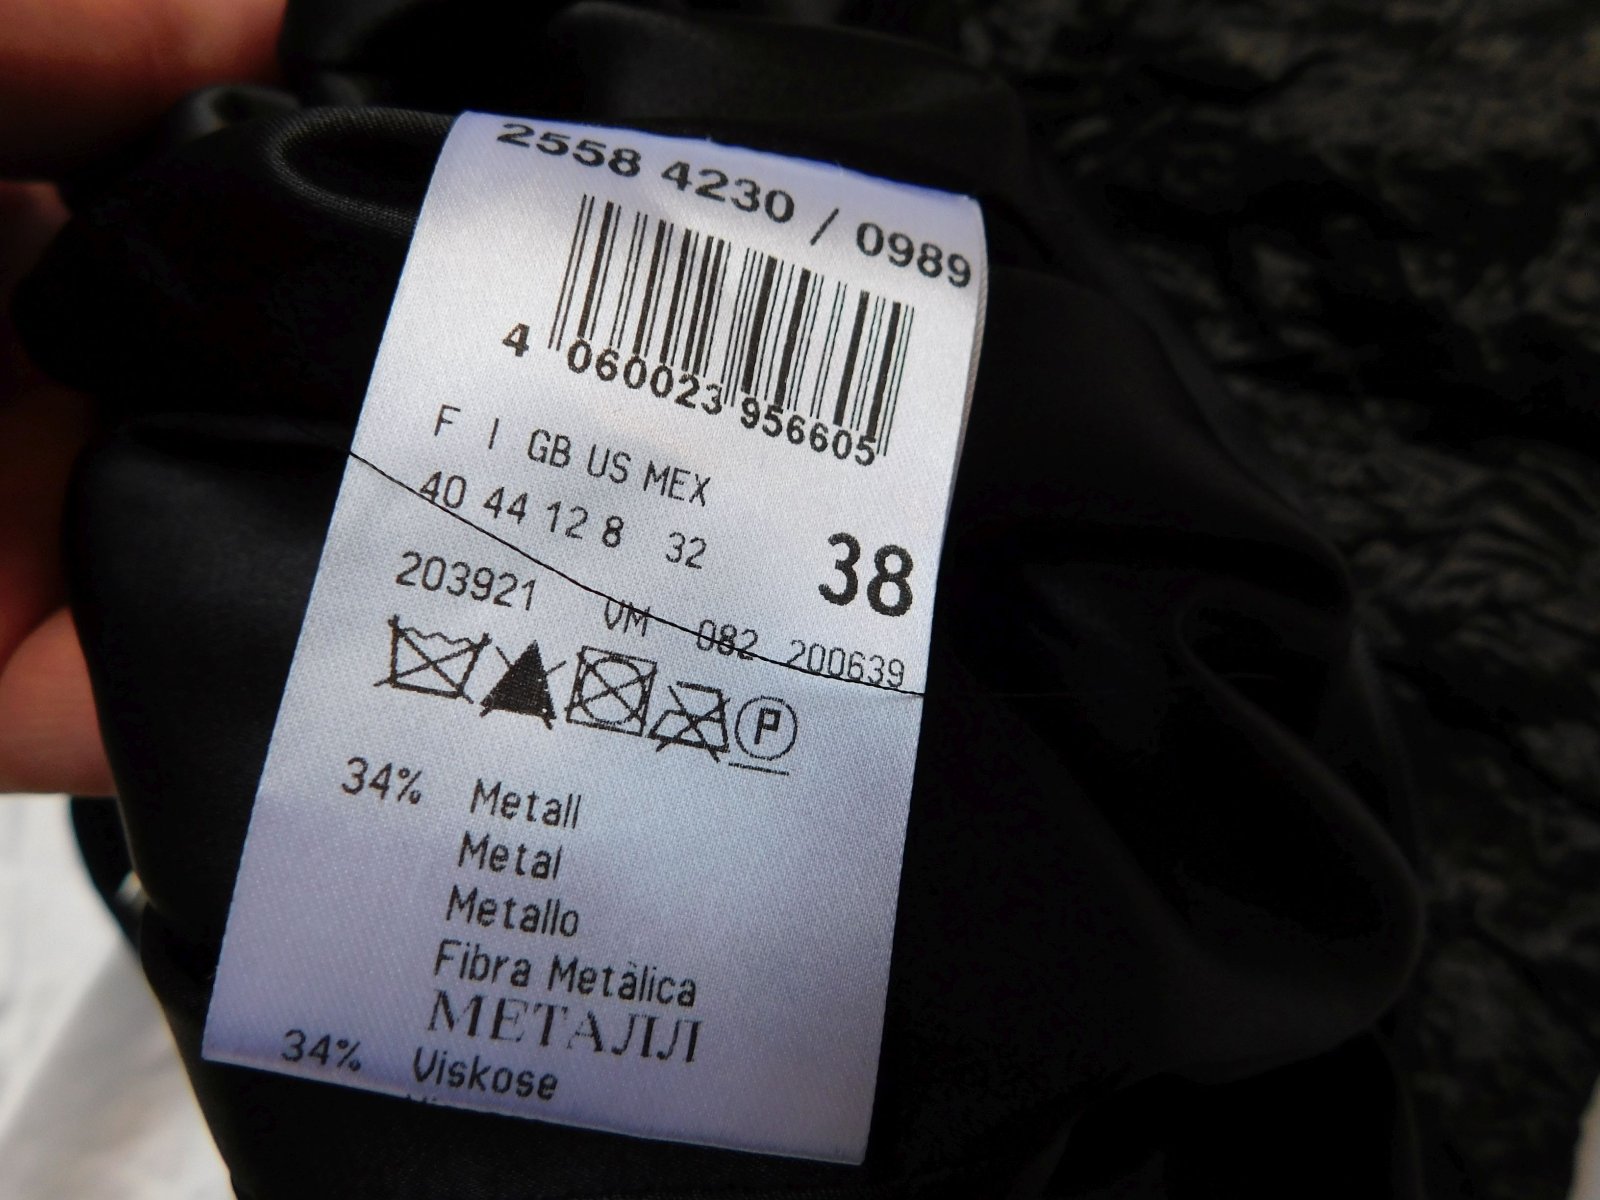 2558 4230 / 0989
4 060023 956605
F I GB US MEX
40 44 12 8 32
38
203921 VM 082 200639
P
34% Metall
Metal
Metallo
Fibra Metàlica
МЕТАЛЛ
34% Viskose